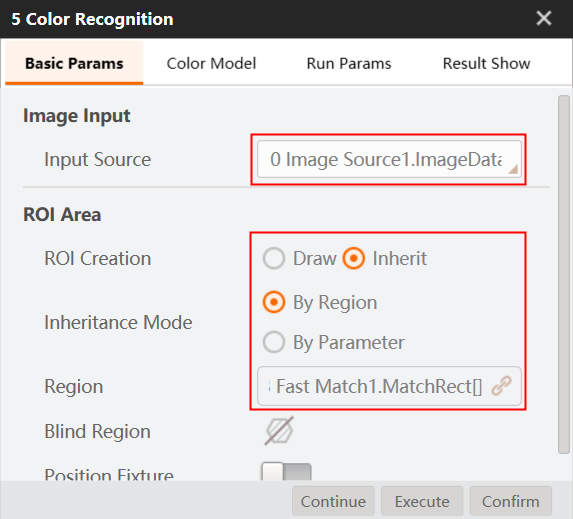 5 Color Recognition
Basic Params Color Model Run Params Result Show
Image Input
Input Source 0 Image Source1.ImageData
ROI Area
ROI Creation Draw Inherit
Inheritance Mode By Region
By Parameter
Region Fast Match1.MatchRect[]
Blind Region
Position Fixture
Continue Execute Confirm